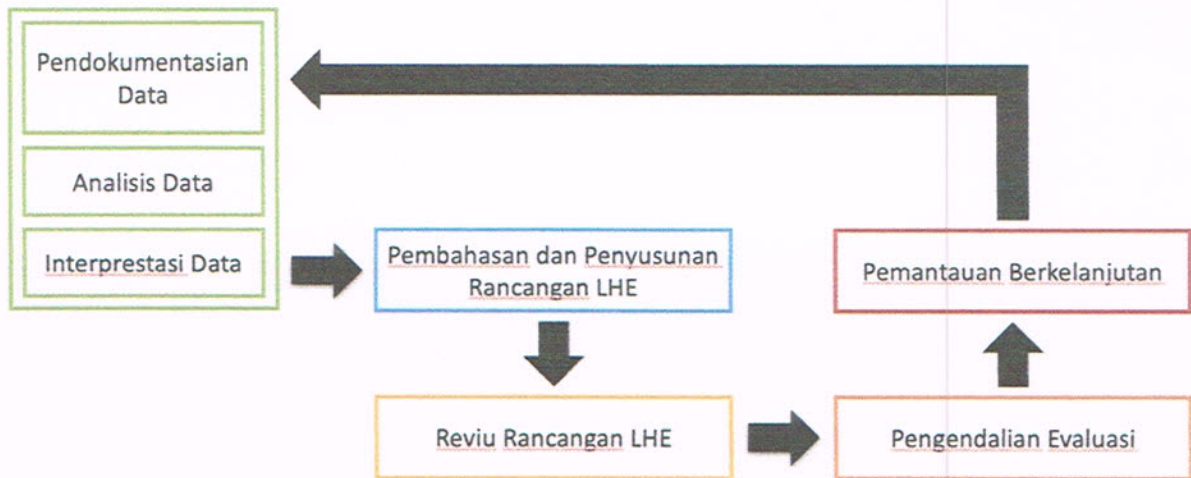 Pendokumentasian
Data
Analisis Data
Interprestasi Data
Pembahasan dan Penyusunan
Rancangan LHE
Pemantauan Berkelanjutan
Reviu Rancangan LHE
Pengendalian Evaluasi